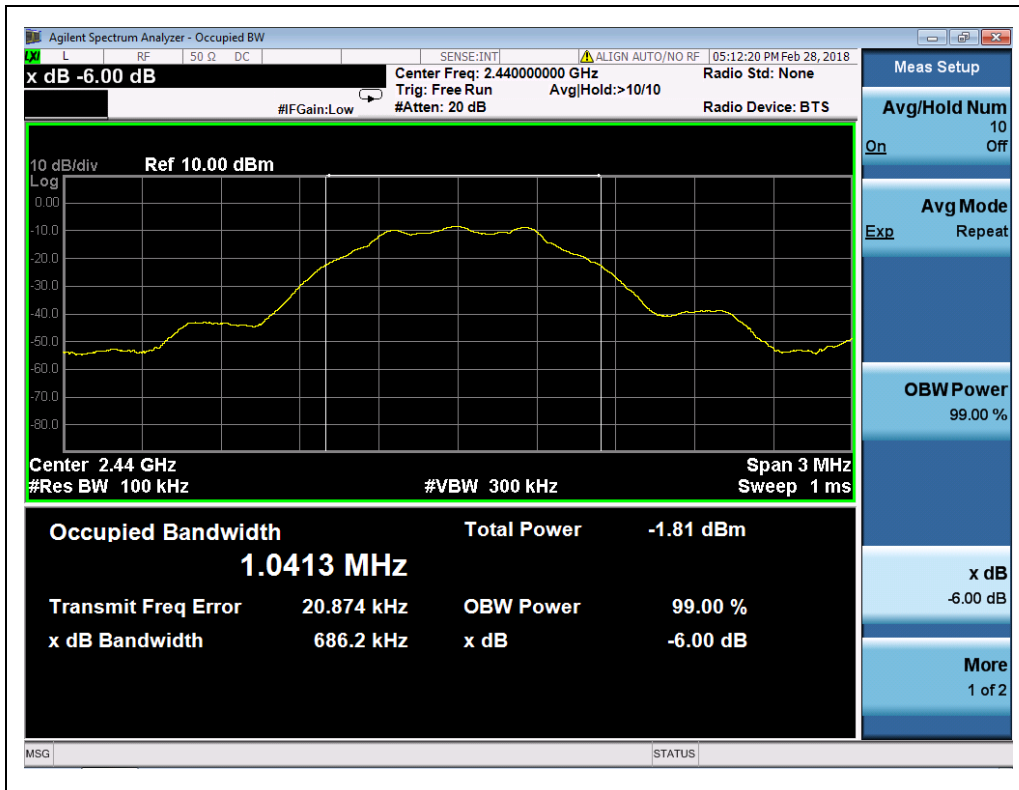 Agilent Spectrum Analyzer - Occupied BW
LXI L RF 50 Ω DC SENSE:INT ALIGN AUTO/NO RF 05:12:20 PM Feb 28, 2018
x dB -6.00 dB
Center Freq: 2.440000000 GHz Radio Std: None
Trig: Free Run Avg|Hold:>10/10
#IFGain:Low #Atten: 20 dB Radio Device: BTS
10 dB/div Ref 10.00 dBm
Log
0.00
-10.0
-20.0
-30.0
-40.0
-50.0
-60.0
-70.0
-80.0
Center 2.44 GHz Span 3 MHz
#Res BW 100 kHz #VBW 300 kHz Sweep 1 ms
Occupied Bandwidth Total Power -1.81 dBm
1.0413 MHz
Transmit Freq Error 20.874 kHz OBW Power 99.00 %
x dB Bandwidth 686.2 kHz x dB -6.00 dB
MSG STATUS
Meas Setup
Avg/Hold Num
10
On Off
Avg Mode
Exp Repeat
OBW Power
99.00 %
x dB
-6.00 dB
More
1 of 2